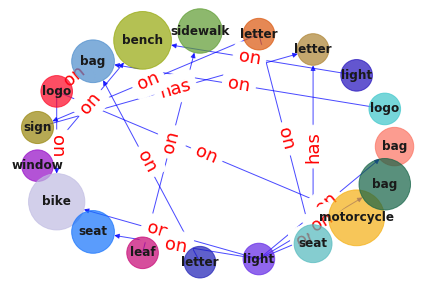 sidewalk
letter
bench
letter
bag
on
light
on
on
on
has
logo
on
logo
sign
on
on
has
bag
on
on
on
window
bag
bike
on
motorcycle
on
seat
on
seat
leaf
letter
light